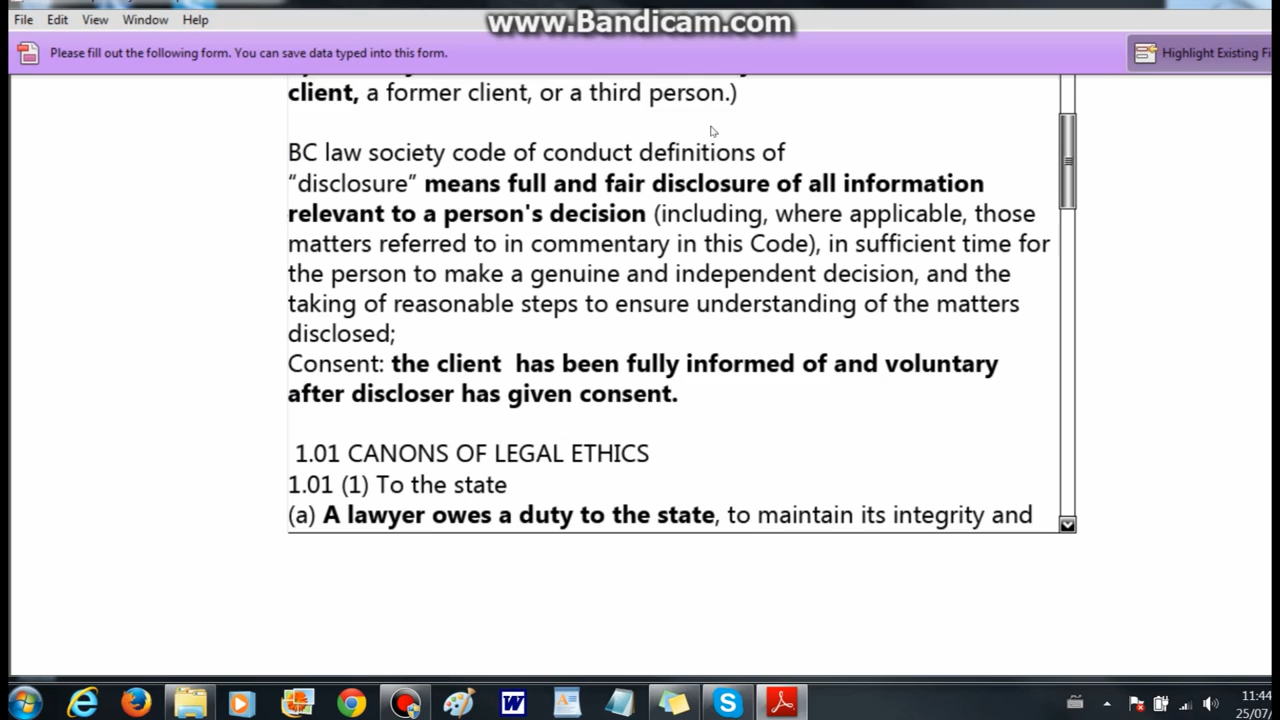 www.Bandicam.com
File Edit View Window Help
Please fill out the following form. You can save data typed into this form.
Highlight Existing Fi
client, a former client, or a third person.)
BC law society code of conduct definitions of
“disclosure” means full and fair disclosure of all information
relevant to a person's decision (including, where applicable, those
matters referred to in commentary in this Code), in sufficient time for
the person to make a genuine and independent decision, and the
taking of reasonable steps to ensure understanding of the matters
disclosed;
Consent: the client has been fully informed of and voluntary
after discloser has given consent.
1.01 CANONS OF LEGAL ETHICS
1.01 (1) To the state
(a) A lawyer owes a duty to the state, to maintain its integrity and
11:44
25/07/